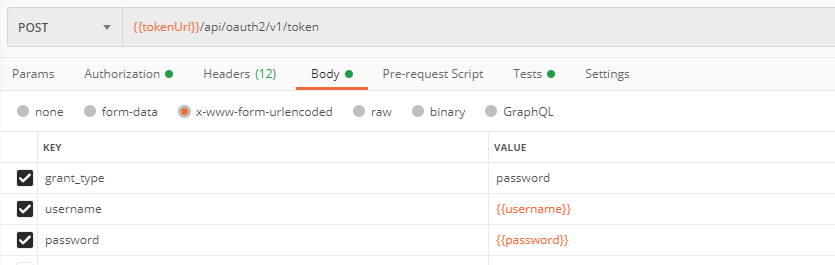 POST {{tokenUrl}}/api/oauth2/v1/token
Params Authorization Headers (12) Body Pre-request Script Tests Settings
none form-data x-www-form-urlencoded raw binary GraphQL
KEY VALUE
grant_type password
username {{username}}
password {{password}}